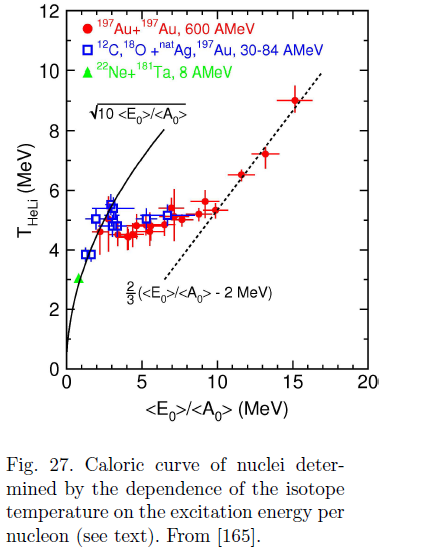 12
10
8
6
4
2
0
T_HeLi (MeV)
¹⁹⁷Au+¹⁹⁷Au, 600 AMeV
¹²C,¹⁸O +ⁿᵃᵗAg,¹⁹⁷Au, 30-84 AMeV
²²Ne+¹⁸¹Ta, 8 AMeV
√10 <E₀>/<A₀>
2/3(<E₀>/<A₀> - 2 MeV)
0 5 10 15 20
<E₀>/<A₀> (MeV)
Fig. 27. Caloric curve of nuclei deter-
mined by the dependence of the isotope
temperature on the excitation energy per
nucleon (see text). From [165].